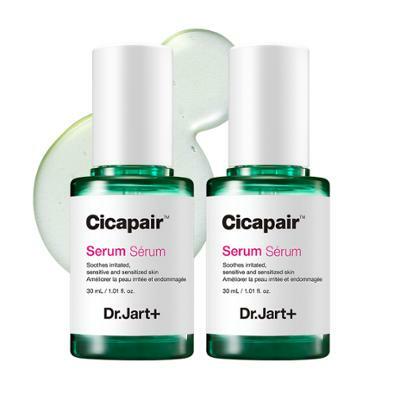 Cicapair™
Serum Sérum
Soothes irritated,
sensitive and sensitized skin
Améliorer la peau irritée et endommagée
30 mL / 1.01 fl. oz.
Dr.Jart+
Cicapair™
Serum Sérum
Soothes irritated,
sensitive and sensitized skin
Améliorer la peau irritée et endommagée
30 mL / 1.01 fl. oz.
Dr.Jart+